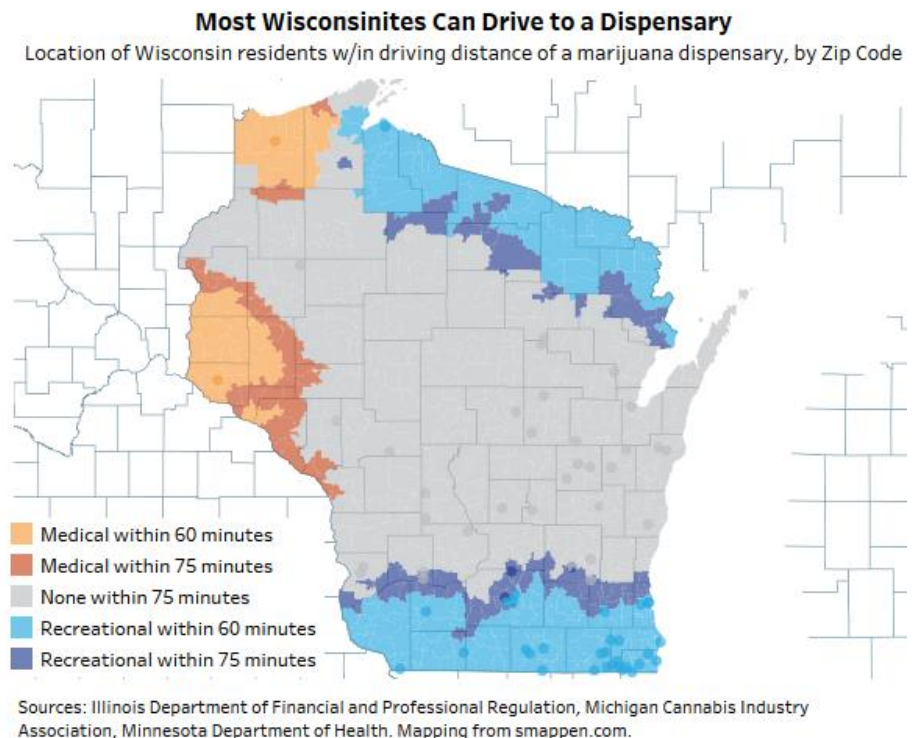 Most Wisconsinites Can Drive to a Dispensary
Location of Wisconsin residents w/in driving distance of a marijuana dispensary, by Zip Code
Medical within 60 minutes
Medical within 75 minutes
None within 75 minutes
Recreational within 60 minutes
Recreational within 75 minutes
Sources: Illinois Department of Financial and Professional Regulation, Michigan Cannabis Industry
Association, Minnesota Department of Health. Mapping from smappen.com.